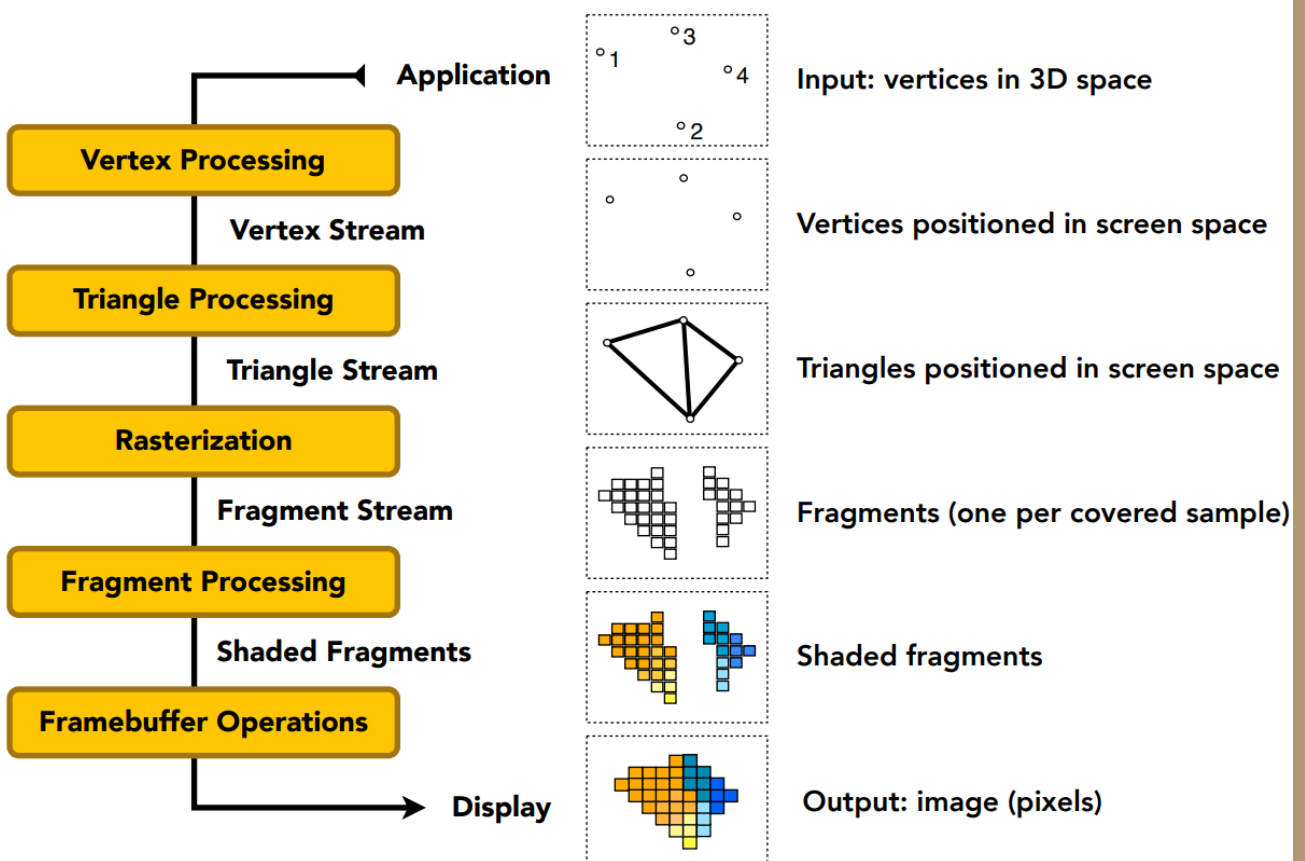 Application
3
1
4
2
Input: vertices in 3D space
Vertex Processing
Vertex Stream
Vertices positioned in screen space
Triangle Processing
Triangle Stream
Triangles positioned in screen space
Rasterization
Fragment Stream
Fragments (one per covered sample)
Fragment Processing
Shaded Fragments
Shaded fragments
Framebuffer Operations
Display
Output: image (pixels)